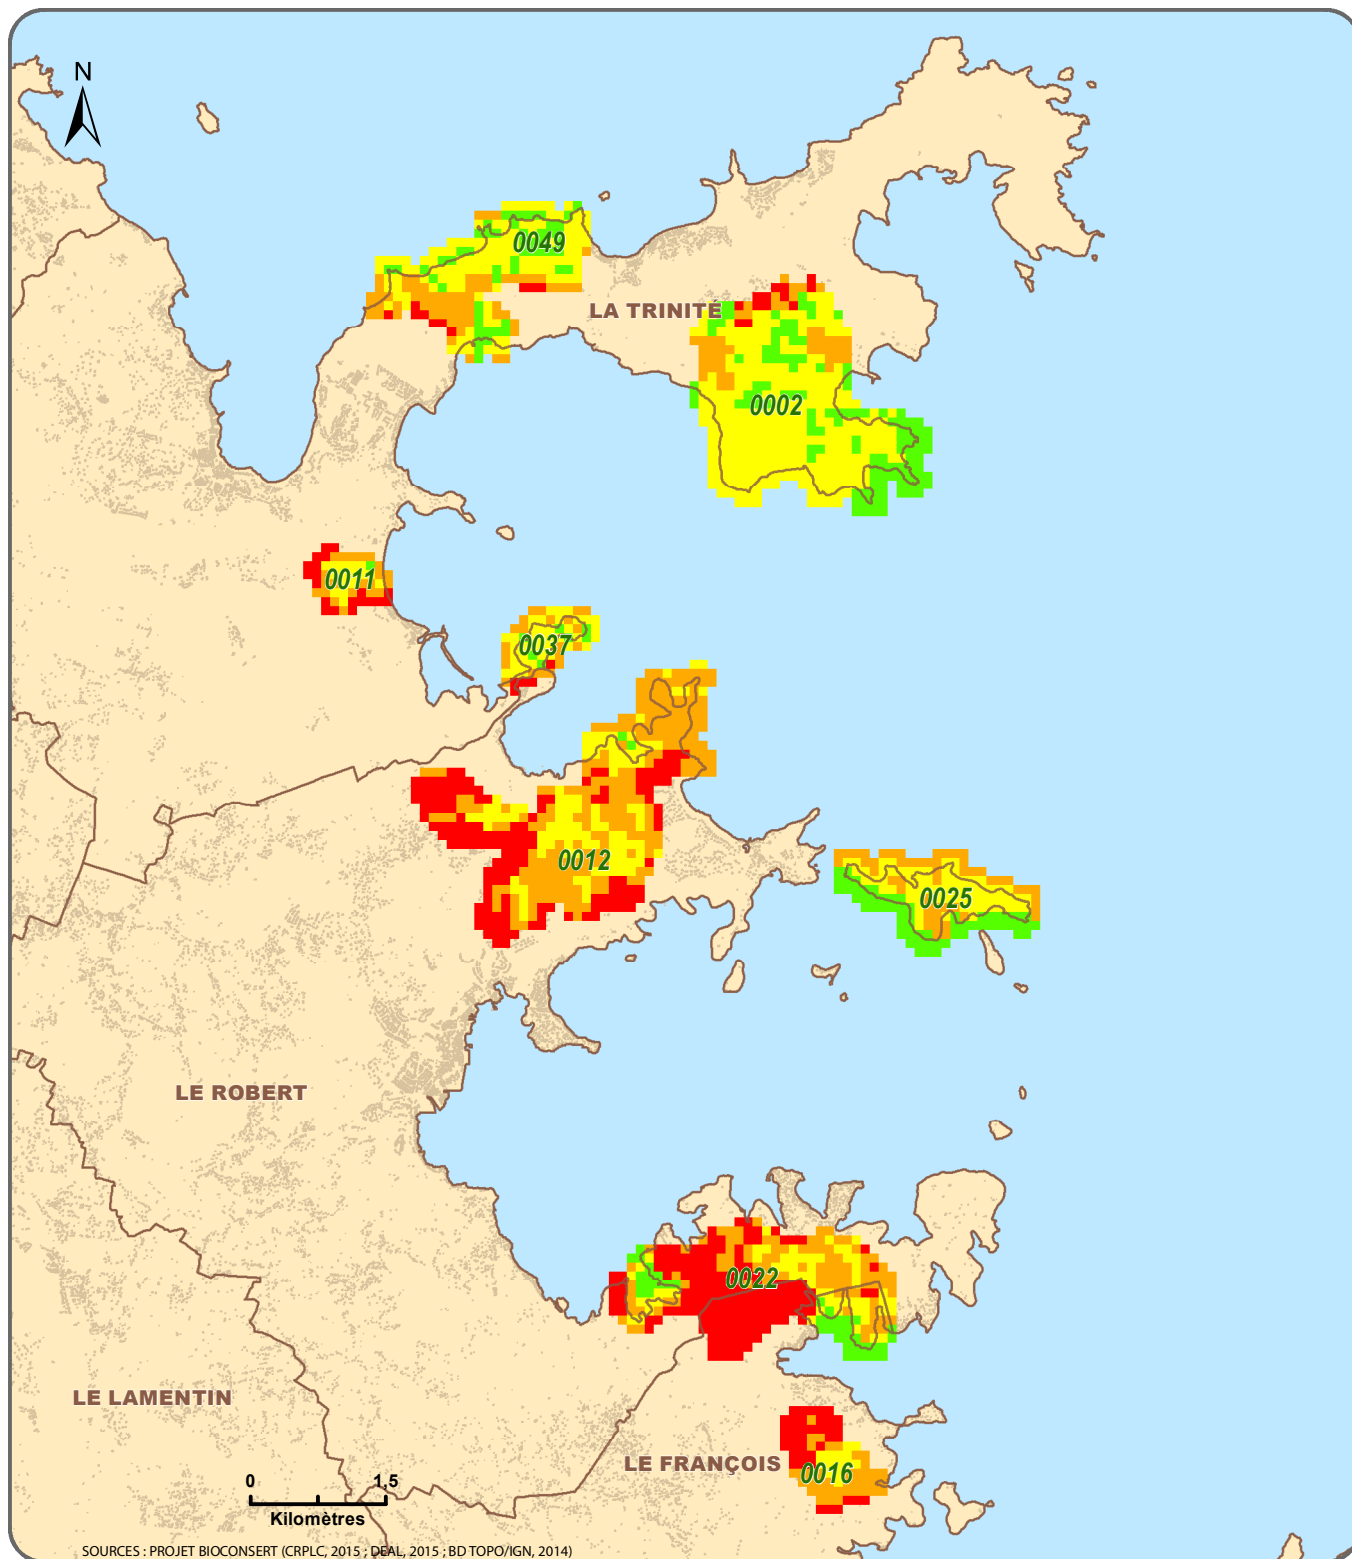 N
0049
LA TRINITÉ
0002
0011
0037
0012
0025
LE ROBERT
0022
LE LAMENTIN
LE FRANÇOIS
0016
0 1,5
Kilomètres
SOURCES : PROJET BIOCONSERT (CRPLC, 2015 ; DEAL, 2015 ; BD TOPO/IGN, 2014)